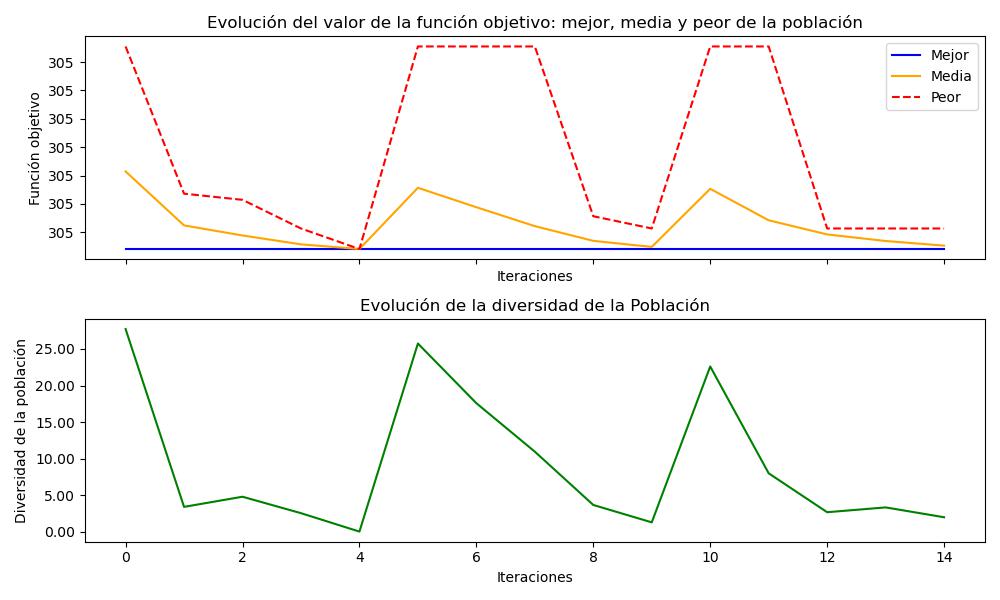 Evolución del valor de la función objetivo: mejor, media y peor de la población
Función objetivo
305
305
305
305
305
305
305
Mejor
Media
Peor
Iteraciones
Evolución de la diversidad de la Población
Diversidad de la población
25.00
20.00
15.00
10.00
5.00
0.00
0 2 4 6 8 10 12 14
Iteraciones